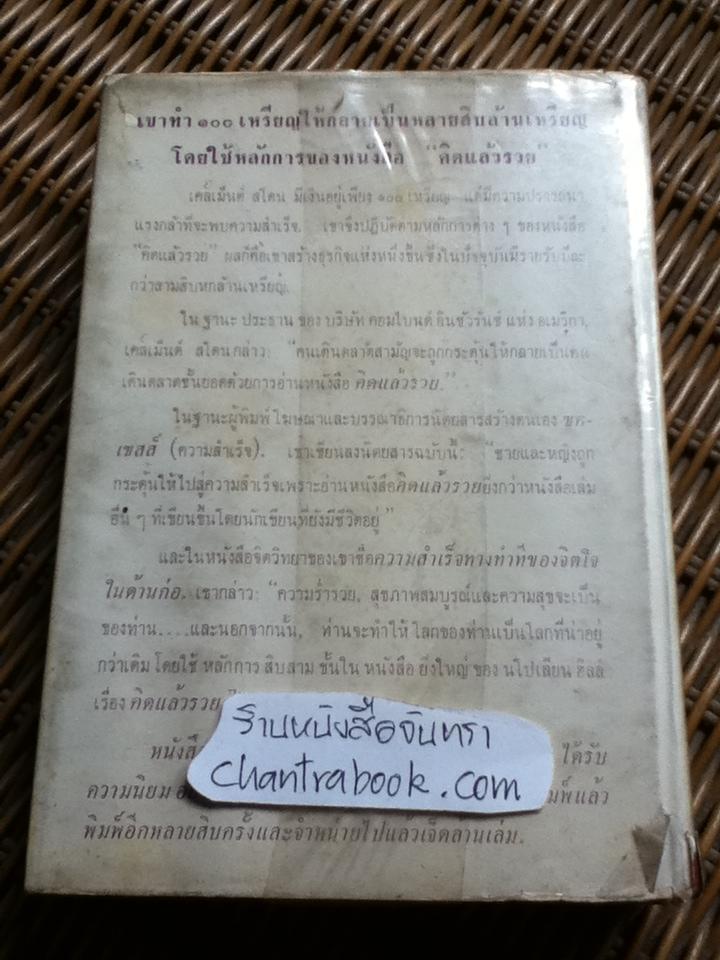 เขาทำ ๑๐๐ เหรียญให้กลายเป็นหลายสิบล้านเหรียญ
โดยใช้หลักการของหนังสือ "คิดแล้วรวย"
เคล์เม็นต์ สโตน มีเงินอยู่เพียง ๑๐๐ เหรียญ แต่มีความปรารถนา
แรงกล้าที่จะพบความสำเร็จ. เขาจึงปฏิบัติตามหลักการต่าง ๆ ของหนังสือ
"คิดแล้วรวย" ผลก็คือเขาสร้างธุรกิจแห่งหนึ่งขึ้นซึ่งในปัจจุบันมีรายรับปีละ
กว่าสามสิบหกล้านเหรียญ.
ใน ฐานะ ประธาน ของ บริษัท คอมไบนด์ อินชัวรันซ์ แห่ง อเมริกา,
เคล์เม็นต์ สโตน กล่าว: "คนเดินตลาดสามัญจะถูกกระตุ้นให้กลายเป็นคน
เดินตลาดชั้นยอดด้วยการอ่านหนังสือ คิดแล้วรวย."
ในฐานะผู้พิมพ์ โฆษณาและบรรณาธิการนิตยสารสร้างตนเอง ซค-
เซสส์ (ความสำเร็จ). เขาเขียนลงนิตยสารฉบับนี้: "ชายและหญิงถูก
กระตุ้นให้ไปสู่ความสำเร็จเพราะอ่านหนังสือคิดแล้วรวยยิ่งกว่าหนังสือเล่ม
อื่น ๆ ที่เขียนขึ้นโดยนักเขียนที่ยังมีชีวิตอยู่"
และในหนังสือจิตวิทยาของเขาชื่อความสำเร็จทางท่าทีของจิตใจ
ในด้านก่อ, เขากล่าว: "ความร่ำรวย, สุขภาพสมบูรณ์และความสุขจะเป็น
ของท่าน....และนอกจากนั้น, ท่านจะทำให้ โลกของท่านเป็นโลกที่น่าอยู่
กว่าเดิม โดยใช้ หลักการ สิบสาม ขั้นใน หนังสือ ยิ่งใหญ่ ของ นโปเลียน ฮิลล์
เรื่อง คิดแล้วรวย
ร้านหนังสือจันทรา
chantrabook.com
หนังสือ ได้รับ
ความนิยม พิมพ์แล้ว
พิมพ์อีกหลายสิบครั้งและจำหน่ายไปแล้วเจ็ดล้านเล่ม.